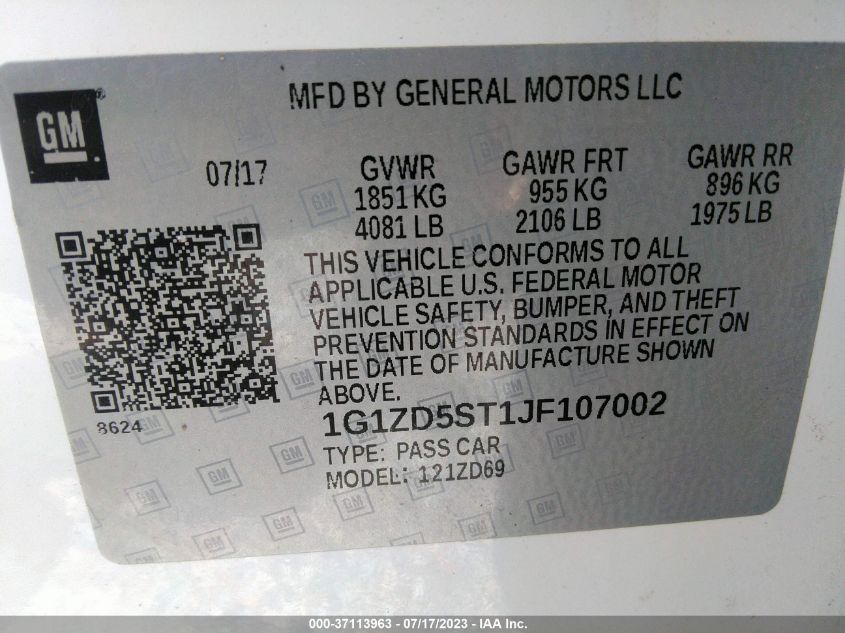 GM
MFD BY GENERAL MOTORS LLC
07/17 GVWR GAWR FRT GAWR RR
1851 KG 955 KG 896 KG
4081 LB 2106 LB 1975 LB
THIS VEHICLE CONFORMS TO ALL
APPLICABLE U.S. FEDERAL MOTOR
VEHICLE SAFETY, BUMPER, AND THEFT
PREVENTION STANDARDS IN EFFECT ON
THE DATE OF MANUFACTURE SHOWN
ABOVE.
8624
1G1ZD5ST1JF107002
TYPE: PASS CAR
MODEL: 121ZD69
000-37113963 - 07/17/2023 - IAA Inc.